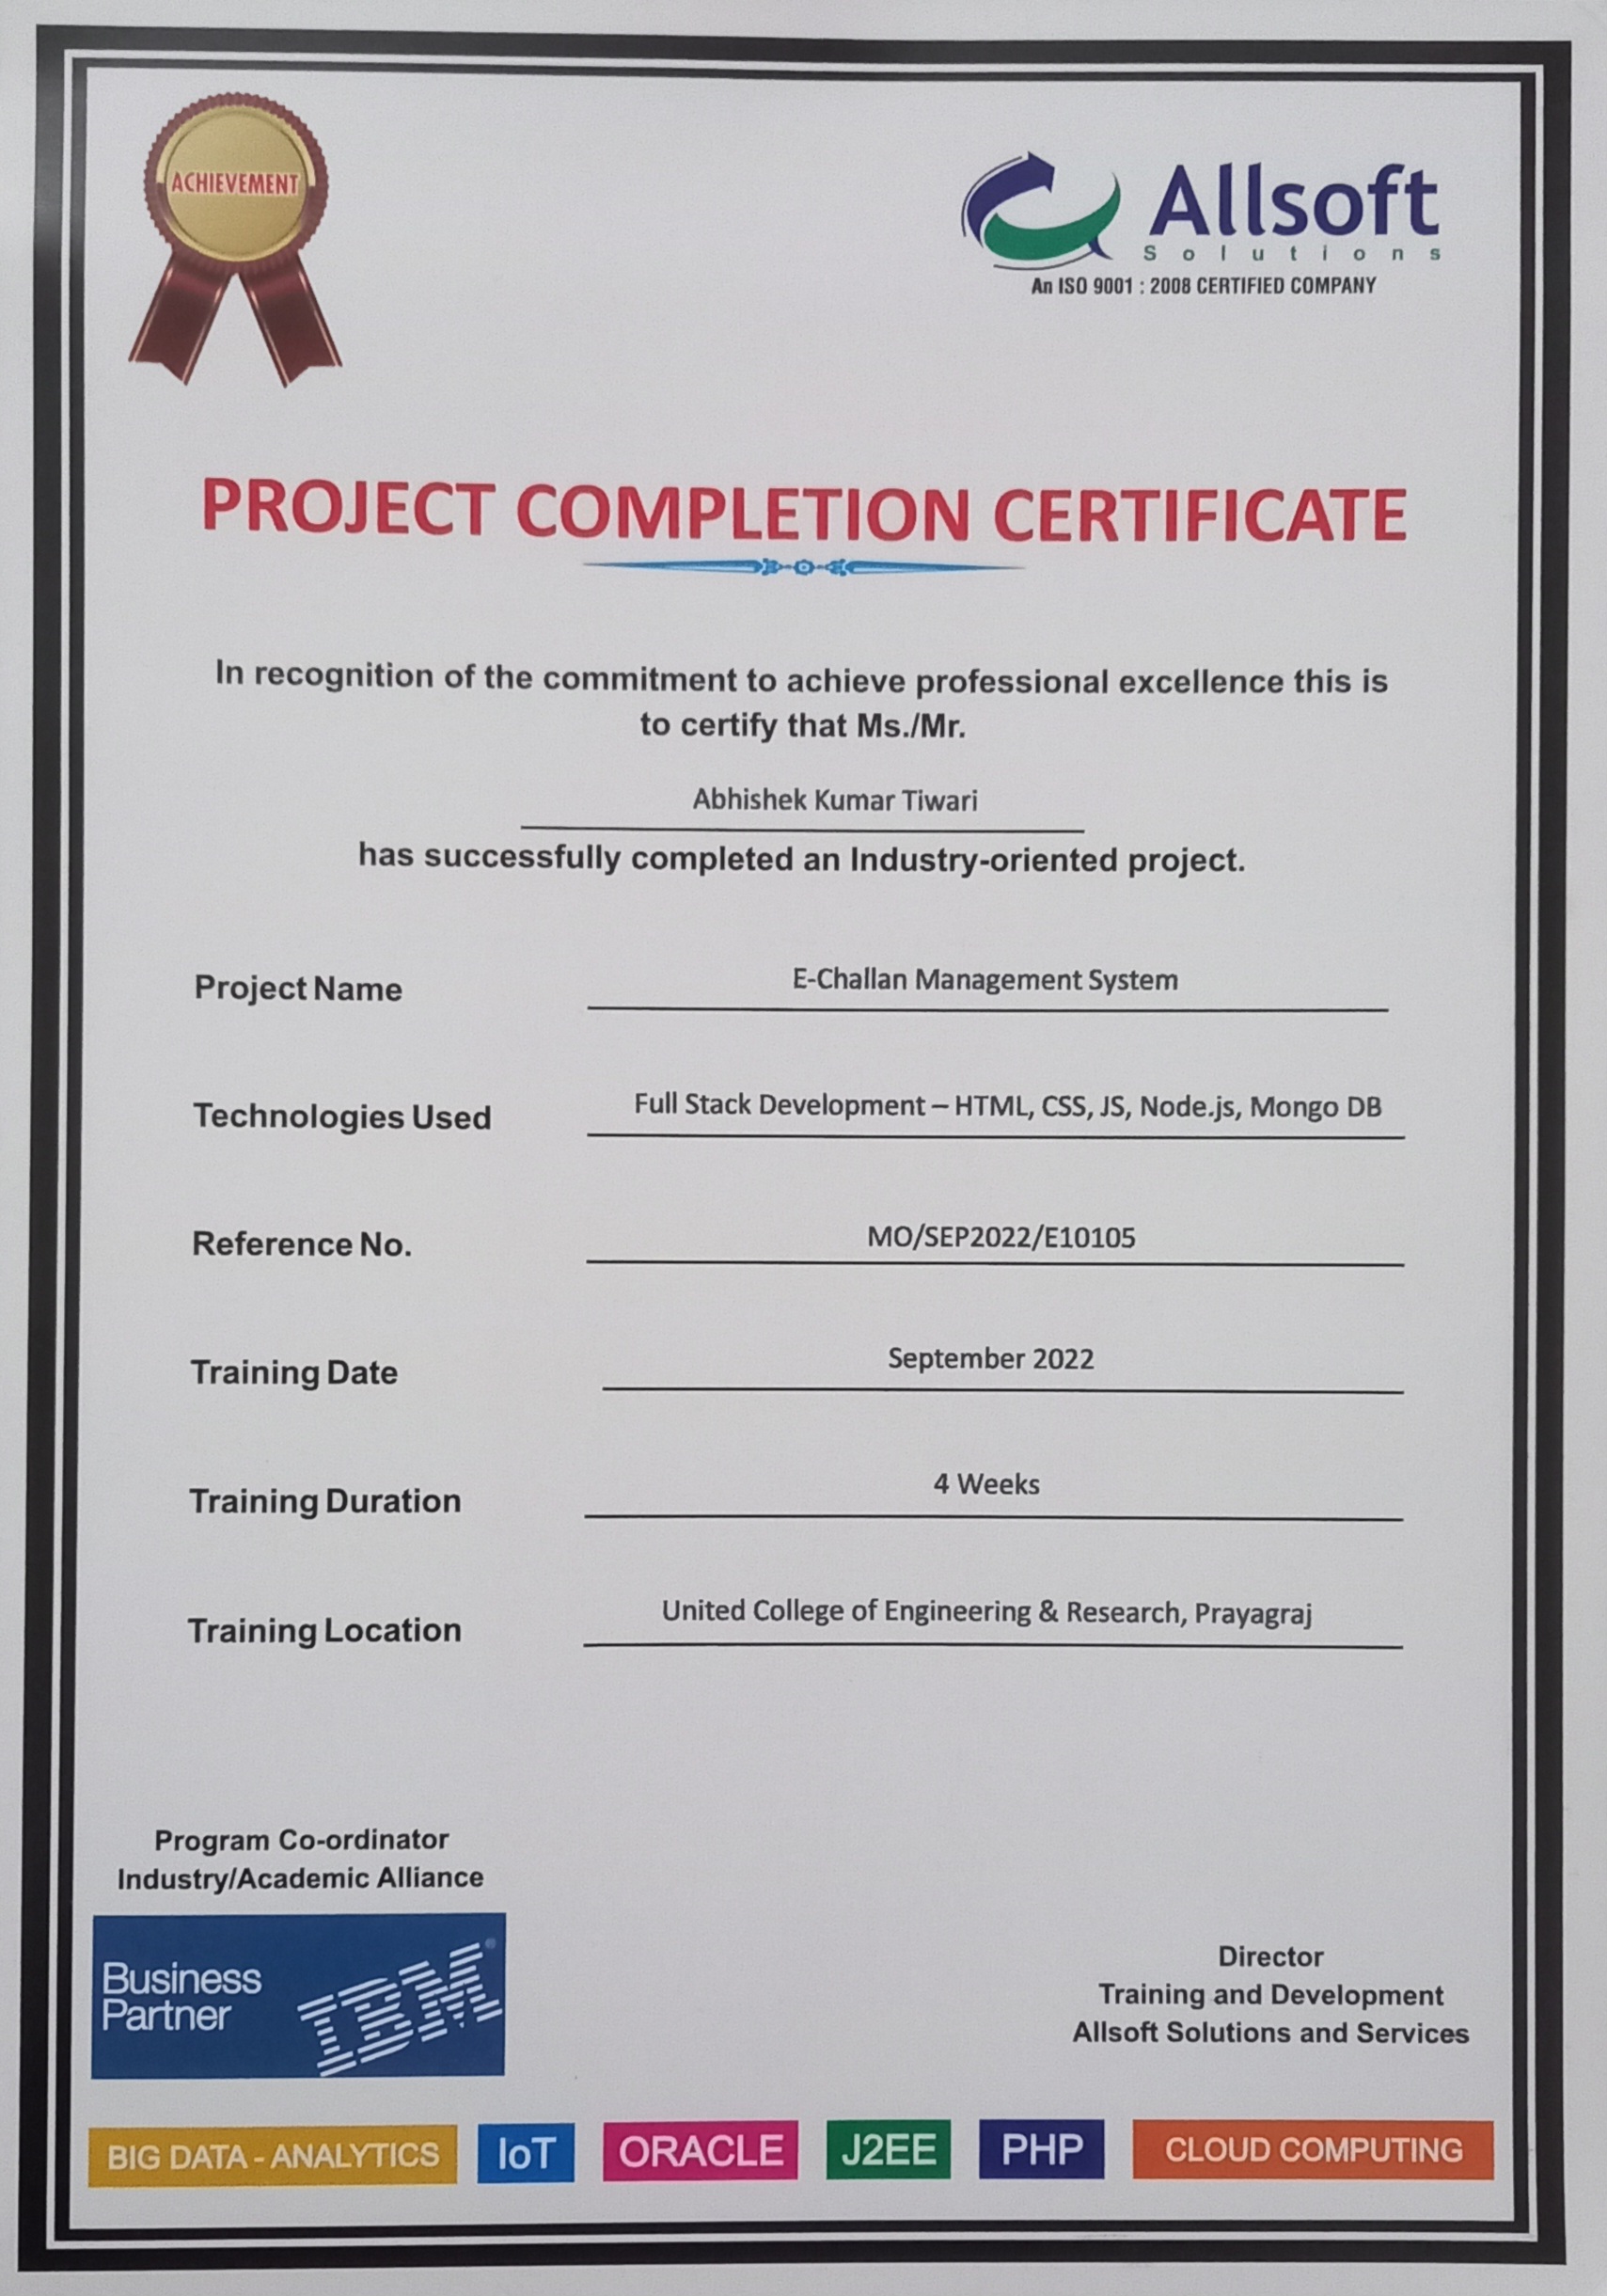 ACHIEVEMENT
Allsoft
Solutions
An ISO 9001 : 2008 CERTIFIED COMPANY
PROJECT COMPLETION CERTIFICATE
In recognition of the commitment to achieve professional excellence this is
to certify that Ms./Mr.
Abhishek Kumar Tiwari
has successfully completed an Industry-oriented project.
Project Name E-Challan Management System
Technologies Used Full Stack Development – HTML, CSS, JS, Node.js, Mongo DB
Reference No. MO/SEP2022/E10105
Training Date September 2022
Training Duration 4 Weeks
Training Location United College of Engineering & Research, Prayagraj
Program Co-ordinator
Industry/Academic Alliance
Business
Partner
IBM®
Director
Training and Development
Allsoft Solutions and Services
BIG DATA - ANALYTICS IoT ORACLE J2EE PHP CLOUD COMPUTING